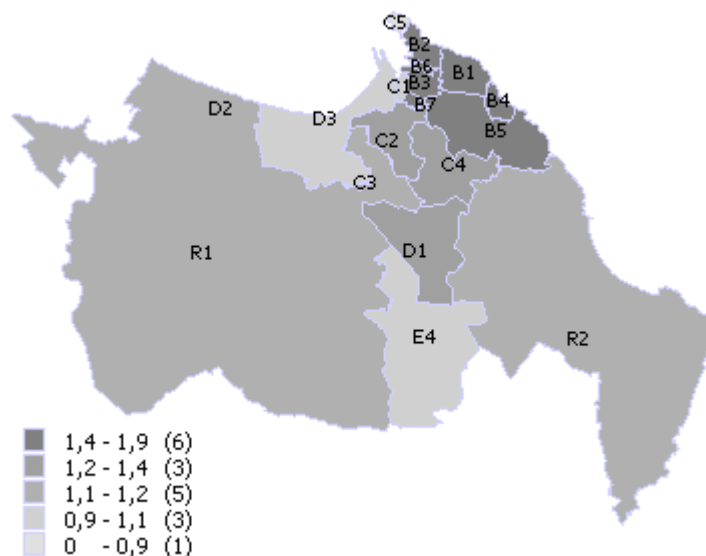 C5
B2
B6
B1
C1
B3
B4
D2
B7
D3
B5
C2
C4
C3
R1
D1
E4
R2
1,4 - 1,9 (6)
1,2 - 1,4 (3)
1,1 - 1,2 (5)
0,9 - 1,1 (3)
0 - 0,9 (1)